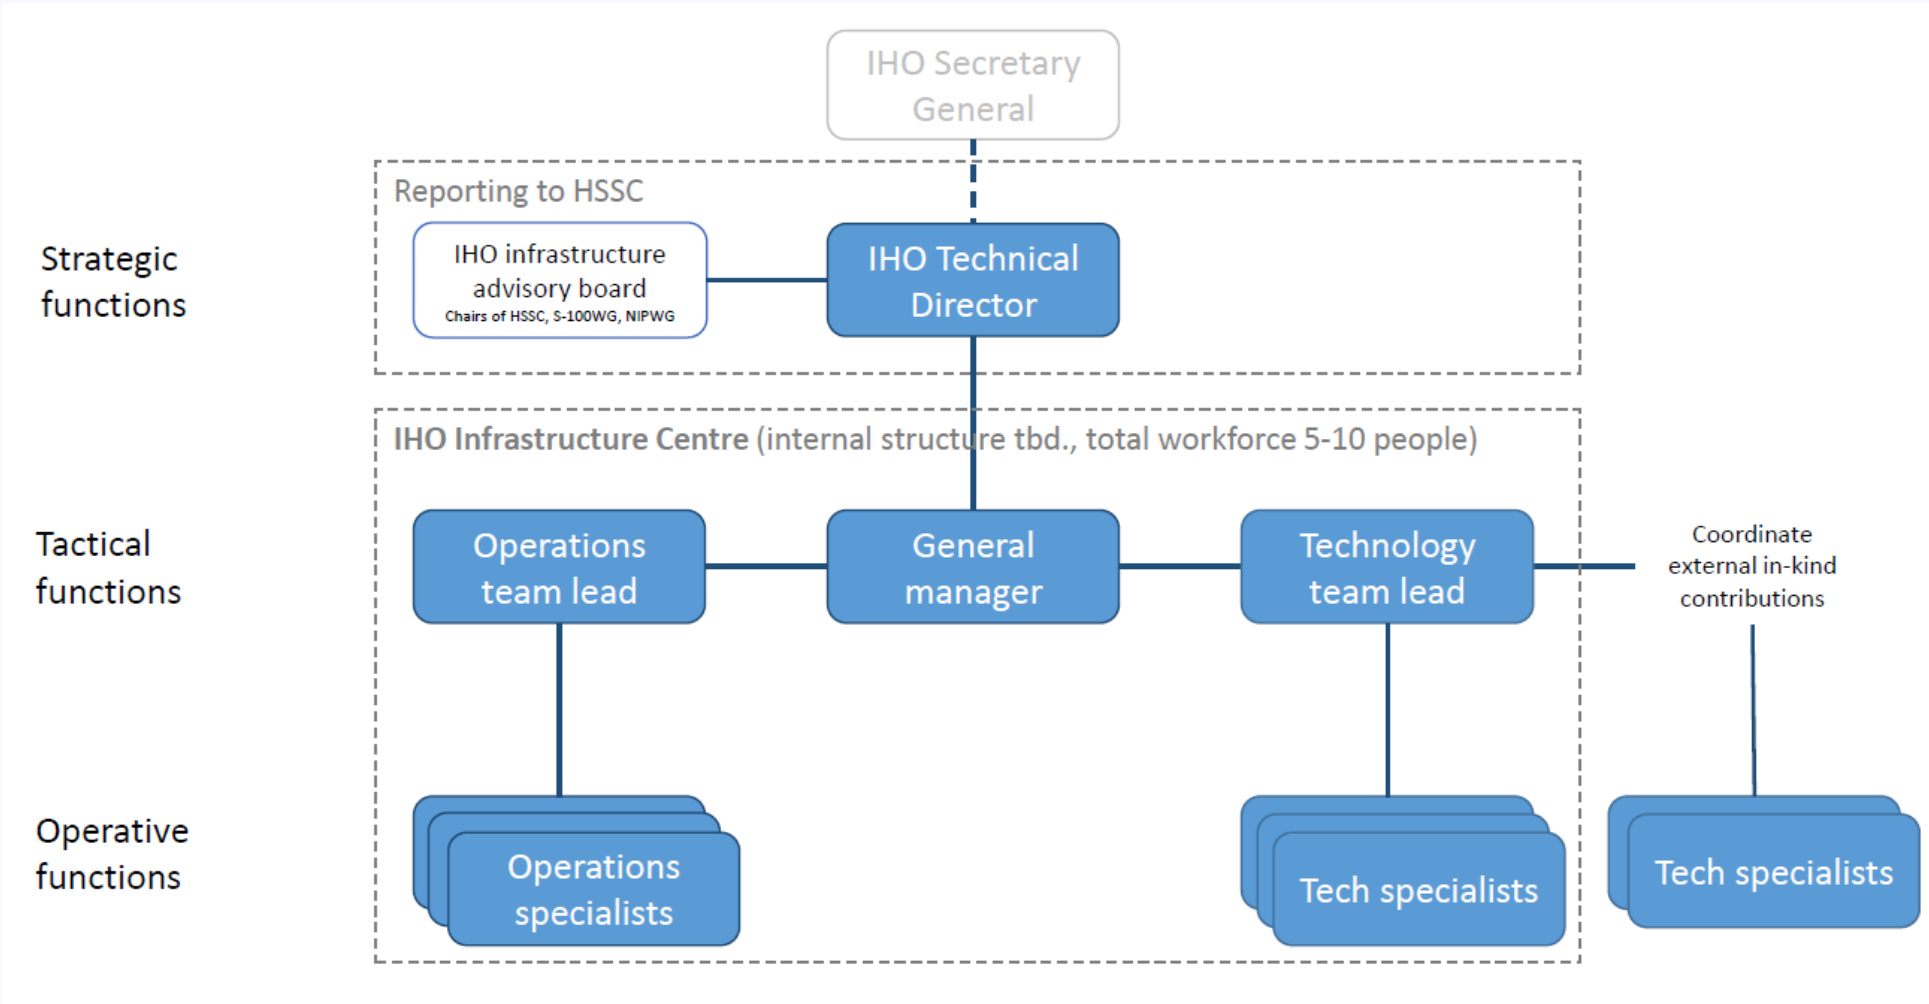 IHO Secretary
General
Reporting to HSSC
Strategic
functions
IHO infrastructure
advisory board
Chairs of HSSC, S-100WG, NIPWG
IHO Technical
Director
IHO Infrastructure Centre (internal structure tbd., total workforce 5-10 people)
Tactical
functions
Operations
team lead
General
manager
Technology
team lead
Coordinate
external in-kind
contributions
Operative
functions
Operations
specialists
Tech specialists
Tech specialists